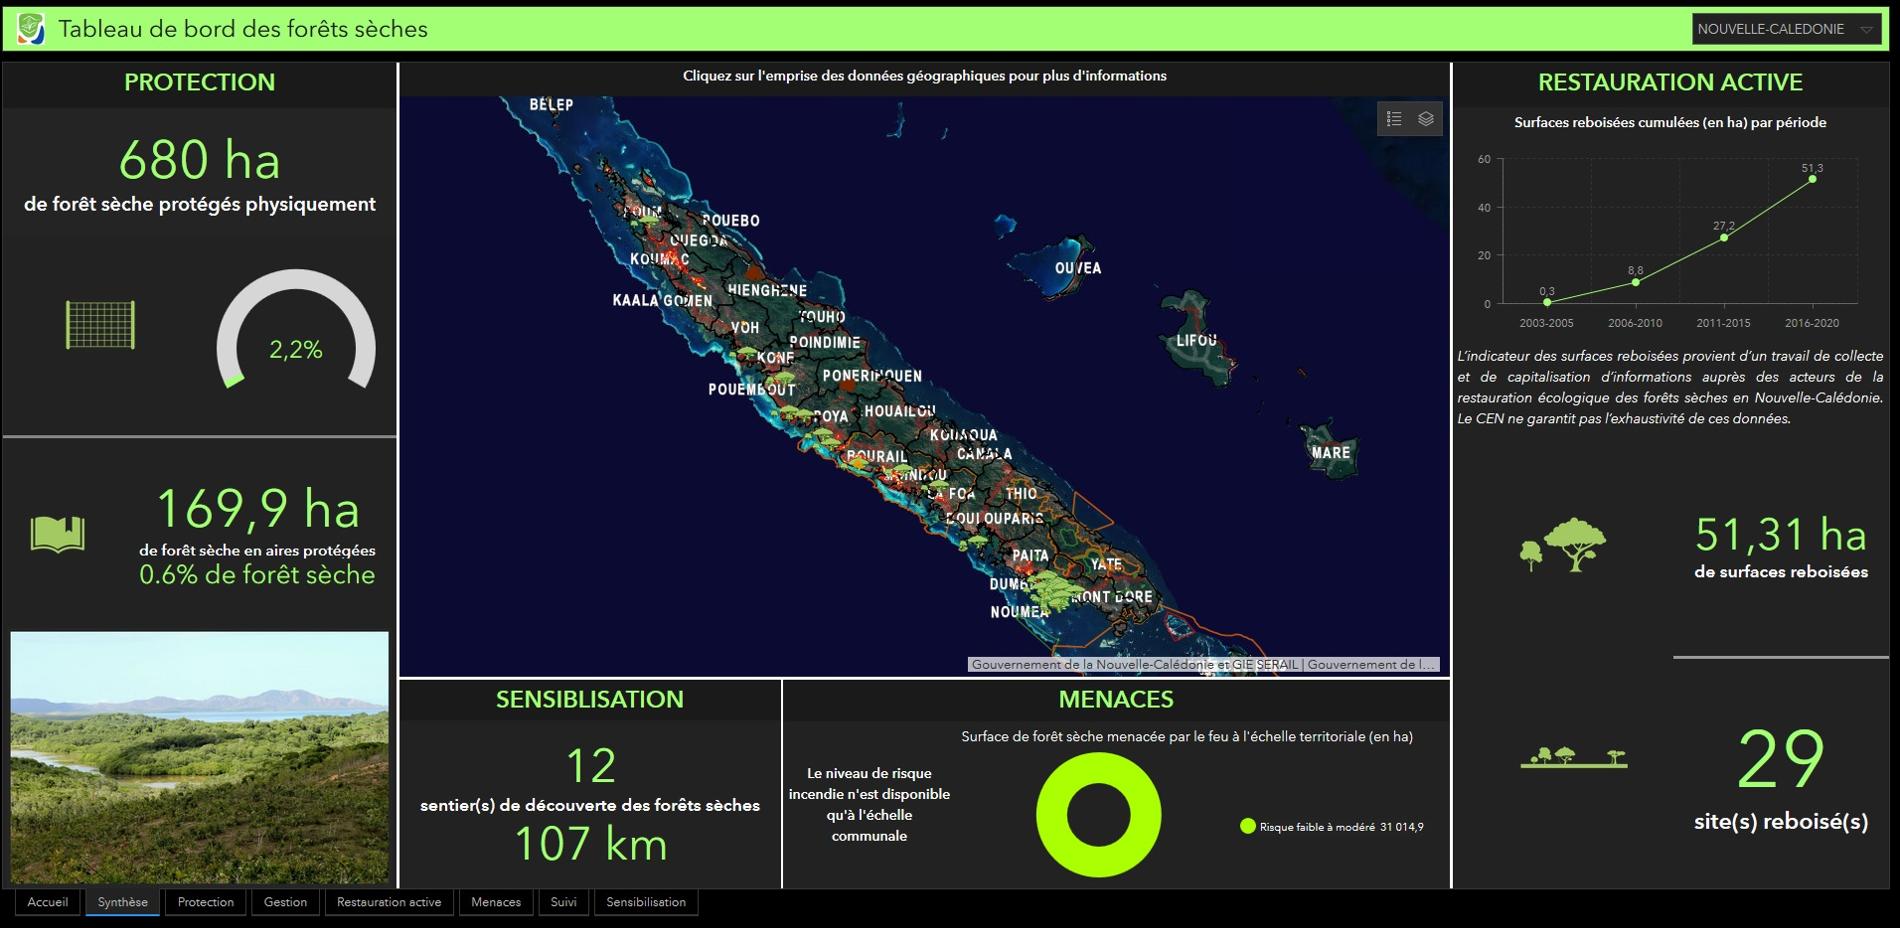 Tableau de bord des forêts sèches
NOUVELLE-CALEDONIE
PROTECTION
680 ha
de forêt sèche protégés physiquement
2,2%
169,9 ha
de forêt sèche en aires protégées
0.6% de forêt sèche
Cliquez sur l'emprise des données géographiques pour plus d'informations
BELEP
POUEBO
OUEGOA
KOUMAC
HIENGHENE
KAALA GOMEN
TOUHO
VOH
POINDIMIE
KONE
PONERIHOUEN
POUEMBOUT
POYA
HOUAILOU
KOUAOUA
CANALA
BOURAIL
LA FOA
THIO
BOULOUPARIS
PAITA
YATE
MONT DORE
NOUMEA
OUVEA
LIFOU
MARE
Gouvernement de la Nouvelle-Calédonie et GIE SERAIL | Gouvernement de l...
SENSIBLISATION
12
sentier(s) de découverte des forêts sèches
107 km
MENACES
Surface de forêt sèche menacée par le feu à l'échelle territoriale (en ha)
Le niveau de risque
incendie n'est disponible
qu'à l'échelle
communale
Risque faible à modéré 31 014,9
RESTAURATION ACTIVE
Surfaces reboisées cumulées (en ha) par période
60
40
20
0
0,3
8,8
27,2
51,3
2003-2005
2006-2010
2011-2015
2016-2020
L'indicateur des surfaces reboisées provient d'un travail de collecte
et de capitalisation d'informations auprès des acteurs de la
restauration écologique des forêts sèches en Nouvelle-Calédonie.
Le CEN ne garantit pas l'exhaustivité de ces données.
51,31 ha
de surfaces reboisées
29
site(s) reboisé(s)
Accueil
Synthèse
Protection
Gestion
Restauration active
Menaces
Suivi
Sensibilisation